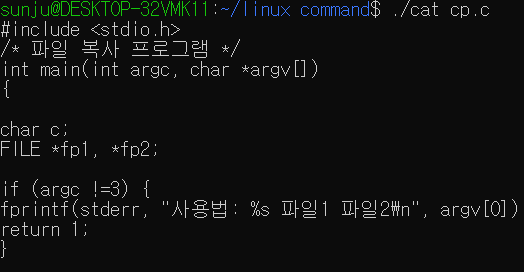 sunju@DESKTOP-32VMK11:~/linux command$ ./cat cp.c
#include <stdio.h>
/* 파일 복사 프로그램 */
int main(int argc, char *argv[])
{
char c;
FILE *fp1, *fp2;
if (argc !=3) {
fprintf(stderr, "사용법: %s 파일1 파일2₩n", argv[0])
return 1;
}